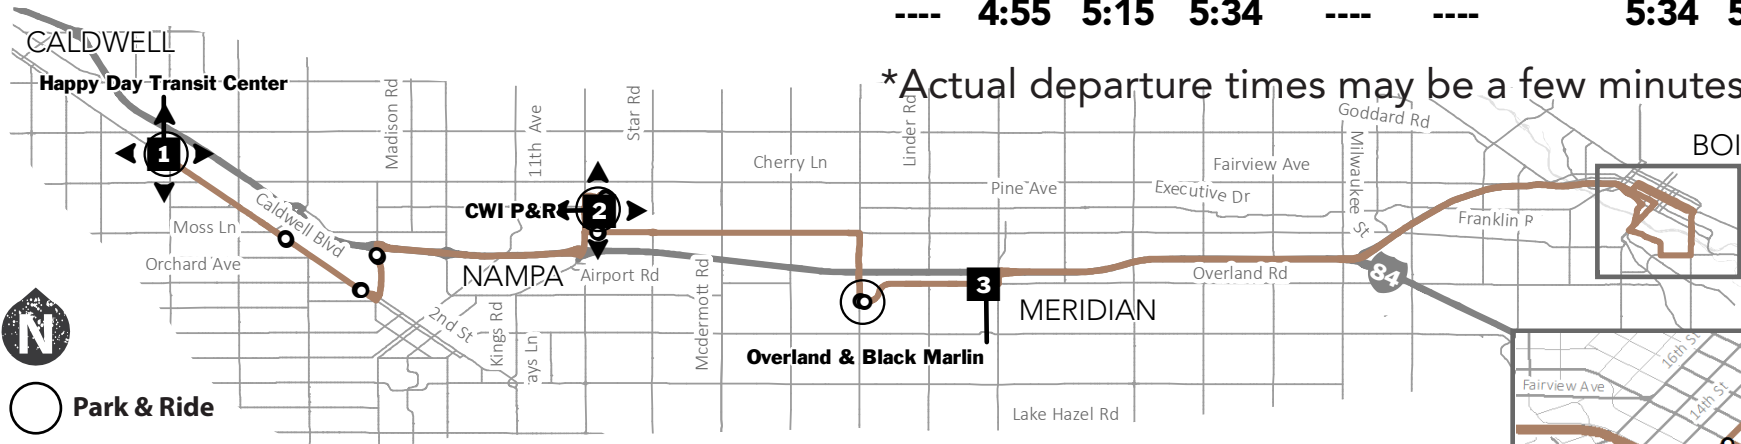 ---- 4:55 5:15 5:34 ---- ---- 5:34 5
*Actual departure times may be a few minutes
CALDWELL
Happy Day Transit Center
1
Madison Rd
11th Ave
Star Rd
Linder Rd
Goddard Rd
Milwaukee St
BOI
Cherry Ln
Fairview Ave
Pine Ave
Executive Dr
Franklin R
Caldwell Blvd
Moss Ln
Orchard Ave
CWI P&R
2
NAMPA
Airport Rd
Mcdermott Rd
3
MERIDIAN
Overland Rd
84
2nd St
Kings Rd
ays Ln
Overland & Black Marlin
N
Park & Ride
Lake Hazel Rd
16th St
Fairview Ave
14th St